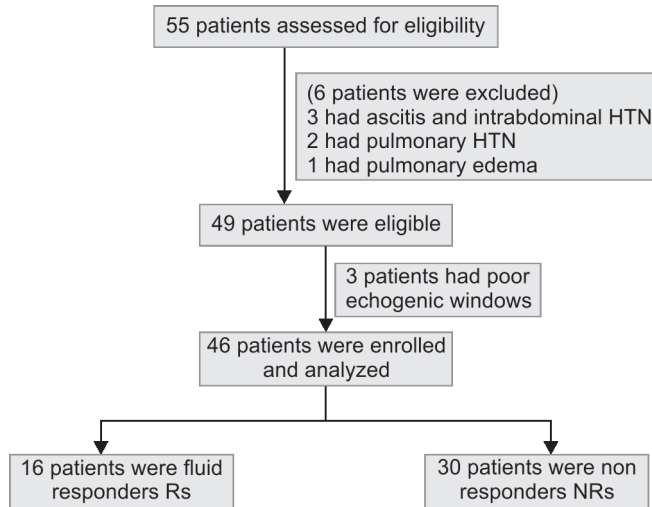 55 patients assessed for eligibility
(6 patients were excluded)
3 had ascitis and intrabdominal HTN
2 had pulmonary HTN
1 had pulmonary edema
49 patients were eligible
3 patients had poor
echogenic windows
46 patients were enrolled
and analyzed
16 patients were fluid
responders Rs
30 patients were non
responders NRs